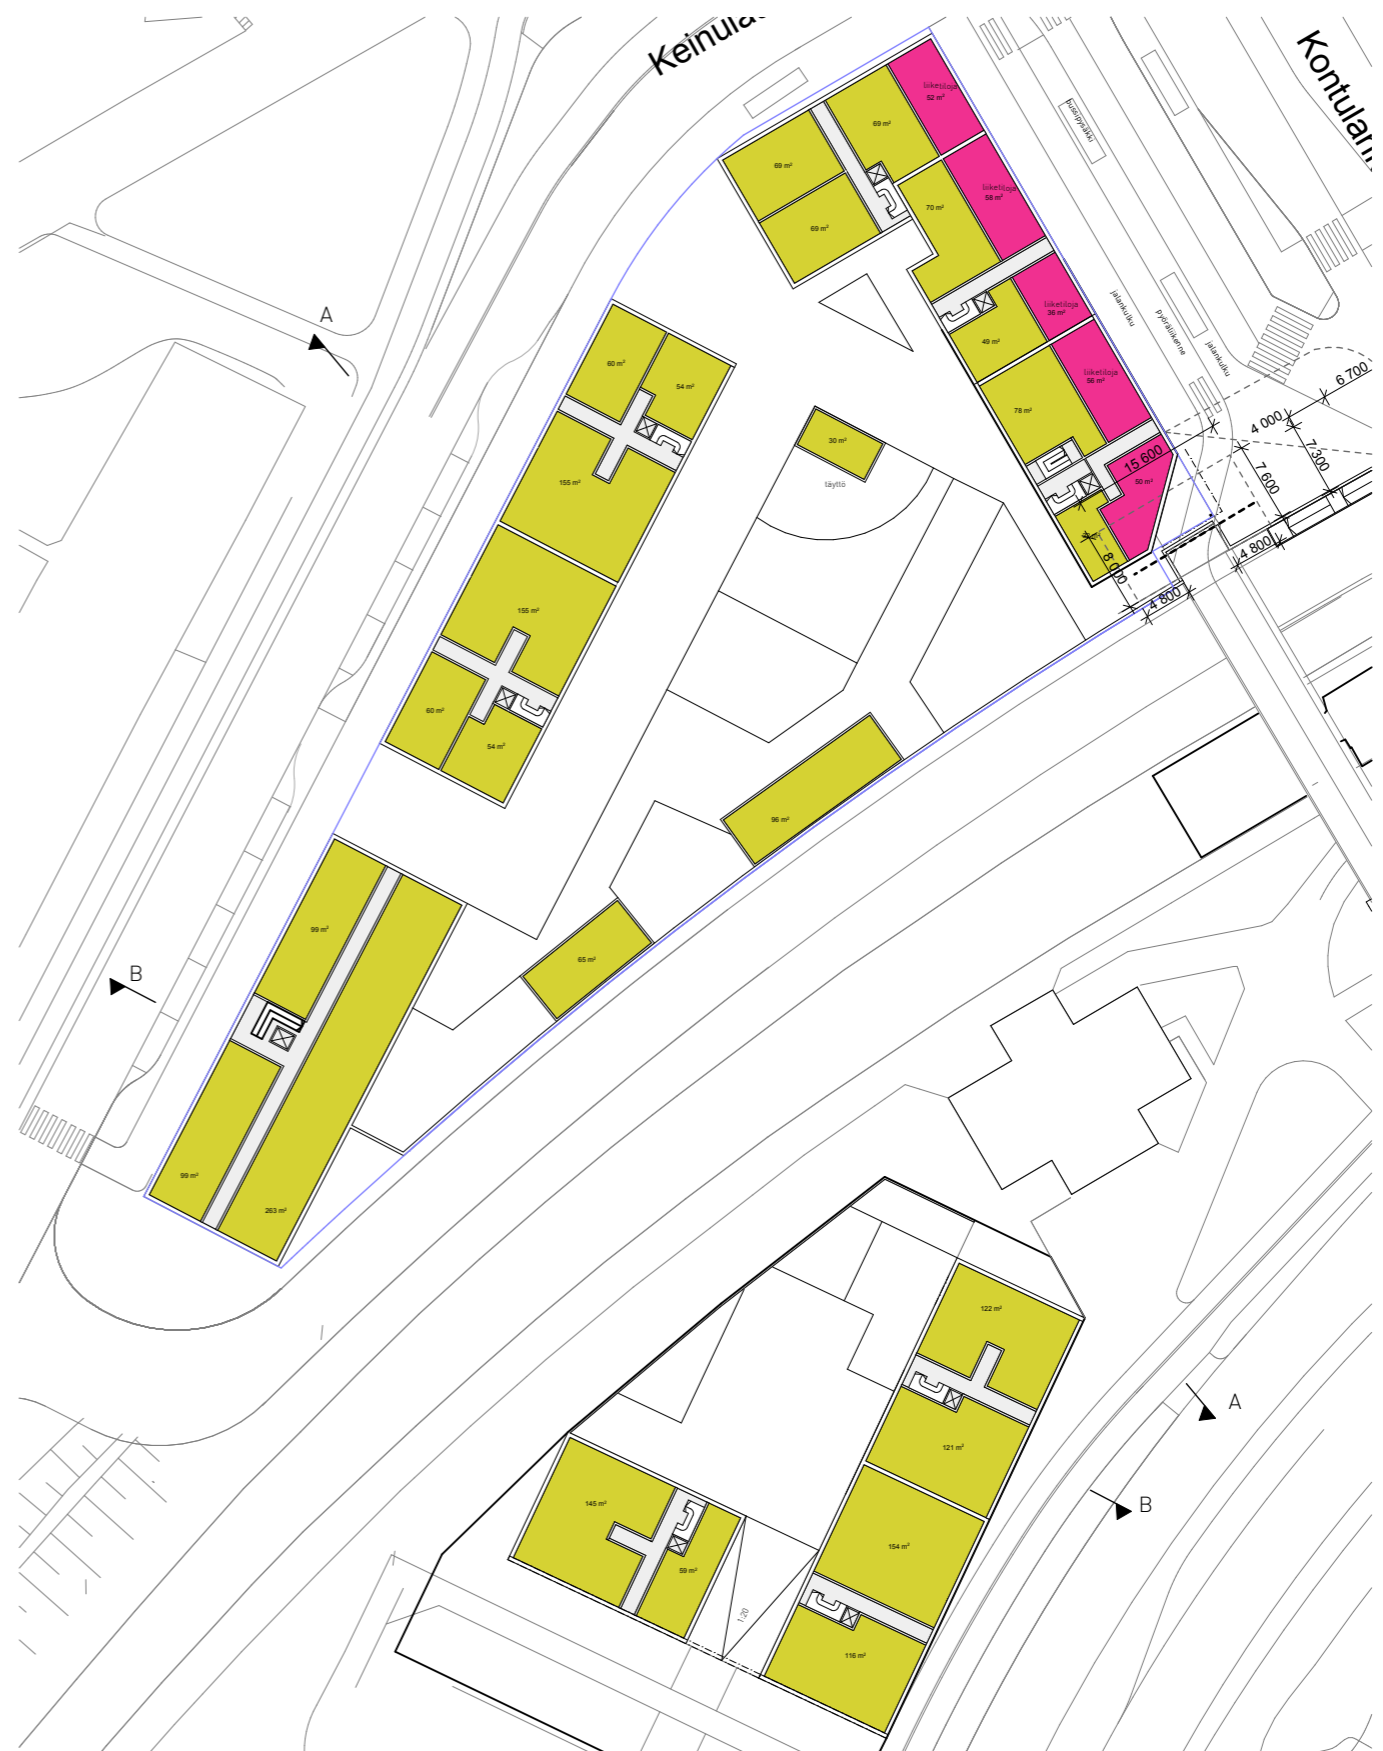 Kontulan
liiketiloja
52 m²
69 m²
bussipysäkki
69 m²
liiketiloja
58 m²
70 m²
69 m²
jalankulku
pyöräliikenne
jalankulku
liiketiloja
36 m²
A
49 m²
60 m²
54 m²
liiketiloja
56 m²
6 700
78 m²
4 000
7 300
30 m²
15 600
50 m²
7 600
155 m²
täyttö
8 000
4 800
4 800
155 m²
60 m²
54 m²
96 m²
99 m²
65 m²
B
99 m²
263 m²
122 m²
A
121 m²
145 m²
B
154 m²
59 m²
1:20
116 m²